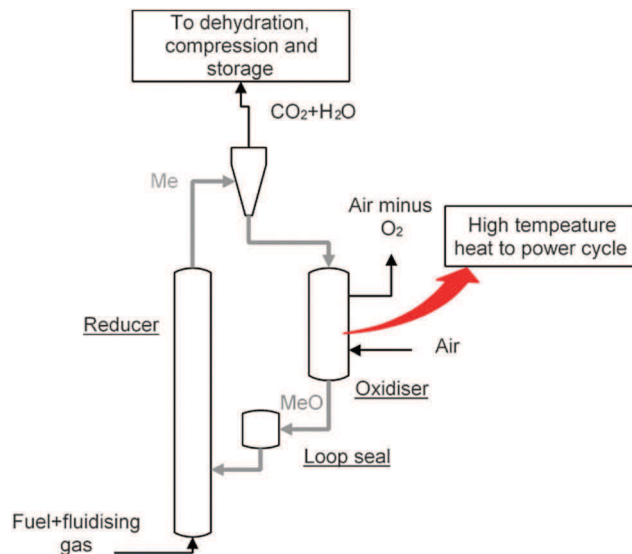 To dehydration,
compression and
storage
CO₂+H₂O
Me
Air minus
O₂
High tempeature
heat to power cycle
Reducer
Air
Oxidiser
MeO
Loop seal
Fuel+fluidising
gas